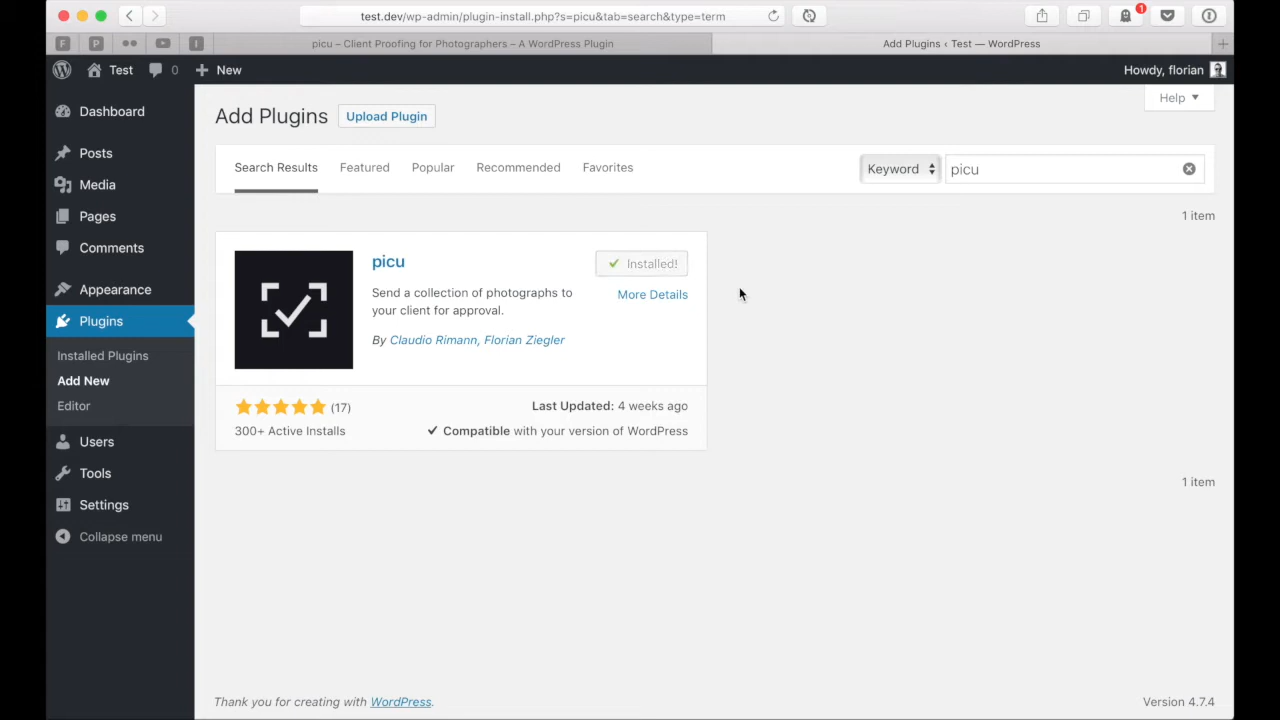 test.dev/wp-admin/plugin-install.php?s=picu&tab=search&type=term
1
F
P
I
picu – Client Proofing for Photographers – A WordPress Plugin
Add Plugins ‹ Test — WordPress
Test
0
New
Howdy, florian
Dashboard
Posts
Media
Pages
Comments
Appearance
Plugins
Installed Plugins
Add New
Editor
Users
Tools
Settings
Collapse menu
Help
Add Plugins
Upload Plugin
Search Results
Featured
Popular
Recommended
Favorites
Keyword
picu
1 item
picu
Installed!
Send a collection of photographs to
your client for approval.
More Details
By Claudio Rimann, Florian Ziegler
(17)
Last Updated: 4 weeks ago
300+ Active Installs
Compatible with your version of WordPress
1 item
Thank you for creating with WordPress.
Version 4.7.4